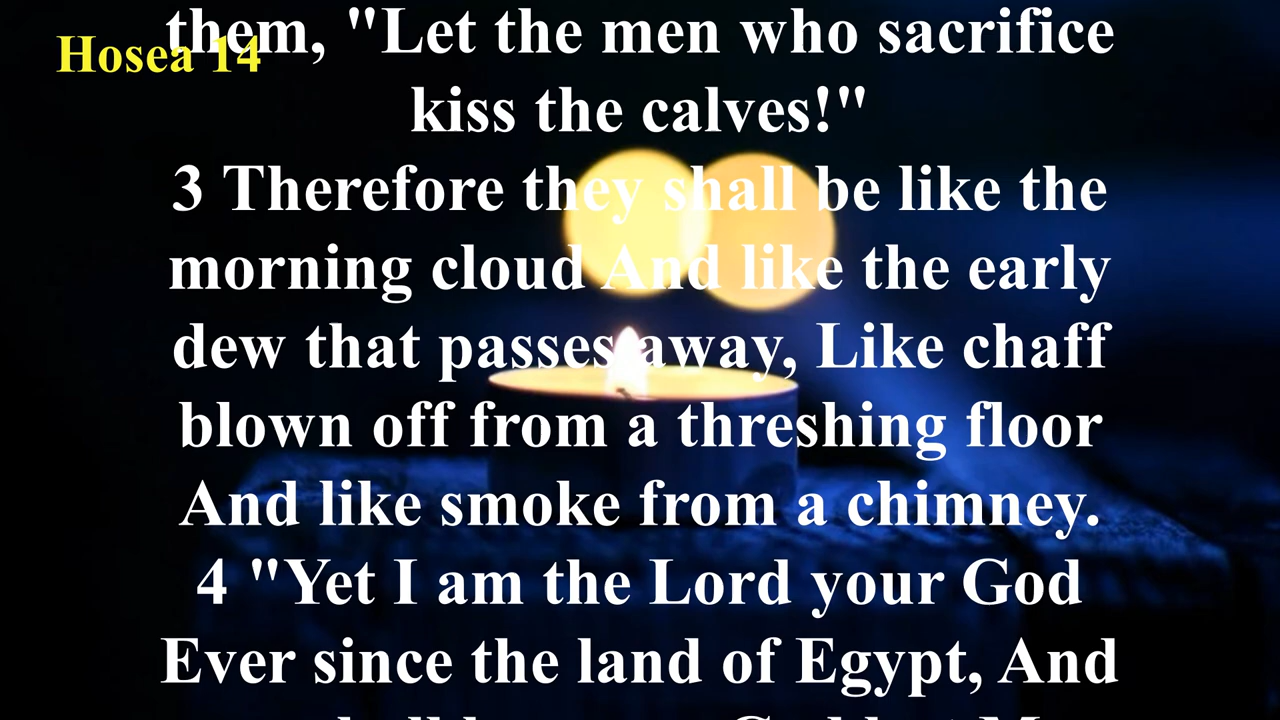 Hosea 14
them, "Let the men who sacrifice
kiss the calves!"
3 Therefore they shall be like the
morning cloud And like the early
dew that passes away, Like chaff
blown off from a threshing floor
And like smoke from a chimney.
4 "Yet I am the Lord your God
Ever since the land of Egypt, And